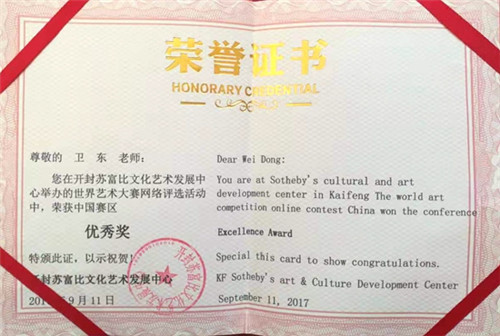 荣誉证书
HONORARY CREDENTIAL
尊敬的 卫 东 老师:
您在开封苏富比文化艺术发展中
心举办的世界艺术大赛网络评选活动
中,荣获中国赛区
优秀奖
特颁此证,以示祝贺!
开封苏富比文化艺术发展中心
9月11日
Dear Wei Dong:
You are at Sotheby's cultural and art
development center in Kaifeng The world art
competition online contest China won the conference
Excellence Award
Special this card to show congratulations.
KF Sotheby's art & Culture Development Center
September 11, 2017